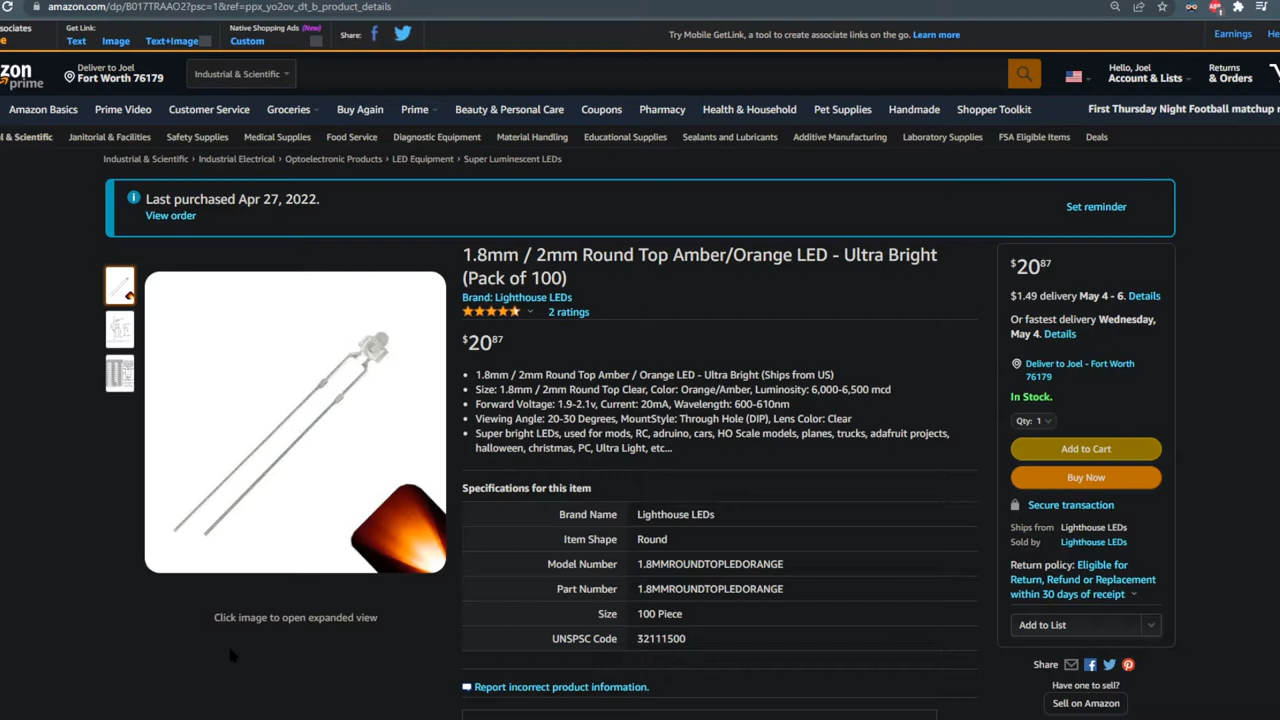 amazon.com/dp/B017TRAAO2?psc=1&ref=ppx_yo2ov_dt_b_product_details
sociates
Get Link:
Native Shopping Ads (New)
Text
Image
Text+Image
Custom
Share:
Try Mobile GetLink, a tool to create associate links on the go. Learn more
Earnings
He
zon
prime
Deliver to Joel
Fort Worth 76179
Industrial & Scientific
Hello, Joel
Account & Lists
Returns
& Orders
Amazon Basics
Prime Video
Customer Service
Groceries
Buy Again
Prime
Beauty & Personal Care
Coupons
Pharmacy
Health & Household
Pet Supplies
Handmade
Shopper Toolkit
First Thursday Night Football matchup
l & Scientific
Janitorial & Facilities
Safety Supplies
Medical Supplies
Food Service
Diagnostic Equipment
Material Handling
Educational Supplies
Sealants and Lubricants
Additive Manufacturing
Laboratory Supplies
FSA Eligible Items
Deals
Industrial & Scientific › Industrial Electrical › Optoelectronic Products › LED Equipment › Super Luminescent LEDs
Last purchased Apr 27, 2022.
View order
Set reminder
1.8mm / 2mm Round Top Amber/Orange LED - Ultra Bright
(Pack of 100)
Brand: Lighthouse LEDs
2 ratings
$20 87
• 1.8mm / 2mm Round Top Amber / Orange LED - Ultra Bright (Ships from US)
• Size: 1.8mm / 2mm Round Top Clear, Color: Orange/Amber, Luminosity: 6,000-6,500 mcd
• Forward Voltage: 1.9-2.1v, Current: 20mA, Wavelength: 600-610nm
• Viewing Angle: 20-30 Degrees, MountStyle: Through Hole (DIP), Lens Color: Clear
• Super bright LEDs, used for mods, RC, adruino, cars, HO Scale models, planes, trucks, adafruit projects,
halloween, christmas, PC, Ultra Light, etc...
Specifications for this item
Brand Name Lighthouse LEDs
Item Shape Round
Model Number 1.8MMROUNDTOPLEDORANGE
Part Number 1.8MMROUNDTOPLEDORANGE
Size 100 Piece
UNSPSC Code 32111500
Report incorrect product information.
Click image to open expanded view
$20 87
$1.49 delivery May 4 - 6. Details
Or fastest delivery Wednesday,
May 4. Details
Deliver to Joel - Fort Worth
76179
In Stock.
Qty: 1
Add to Cart
Buy Now
Secure transaction
Ships from Lighthouse LEDs
Sold by Lighthouse LEDs
Return policy: Eligible for
Return, Refund or Replacement
within 30 days of receipt
Add to List
Share
Have one to sell?
Sell on Amazon